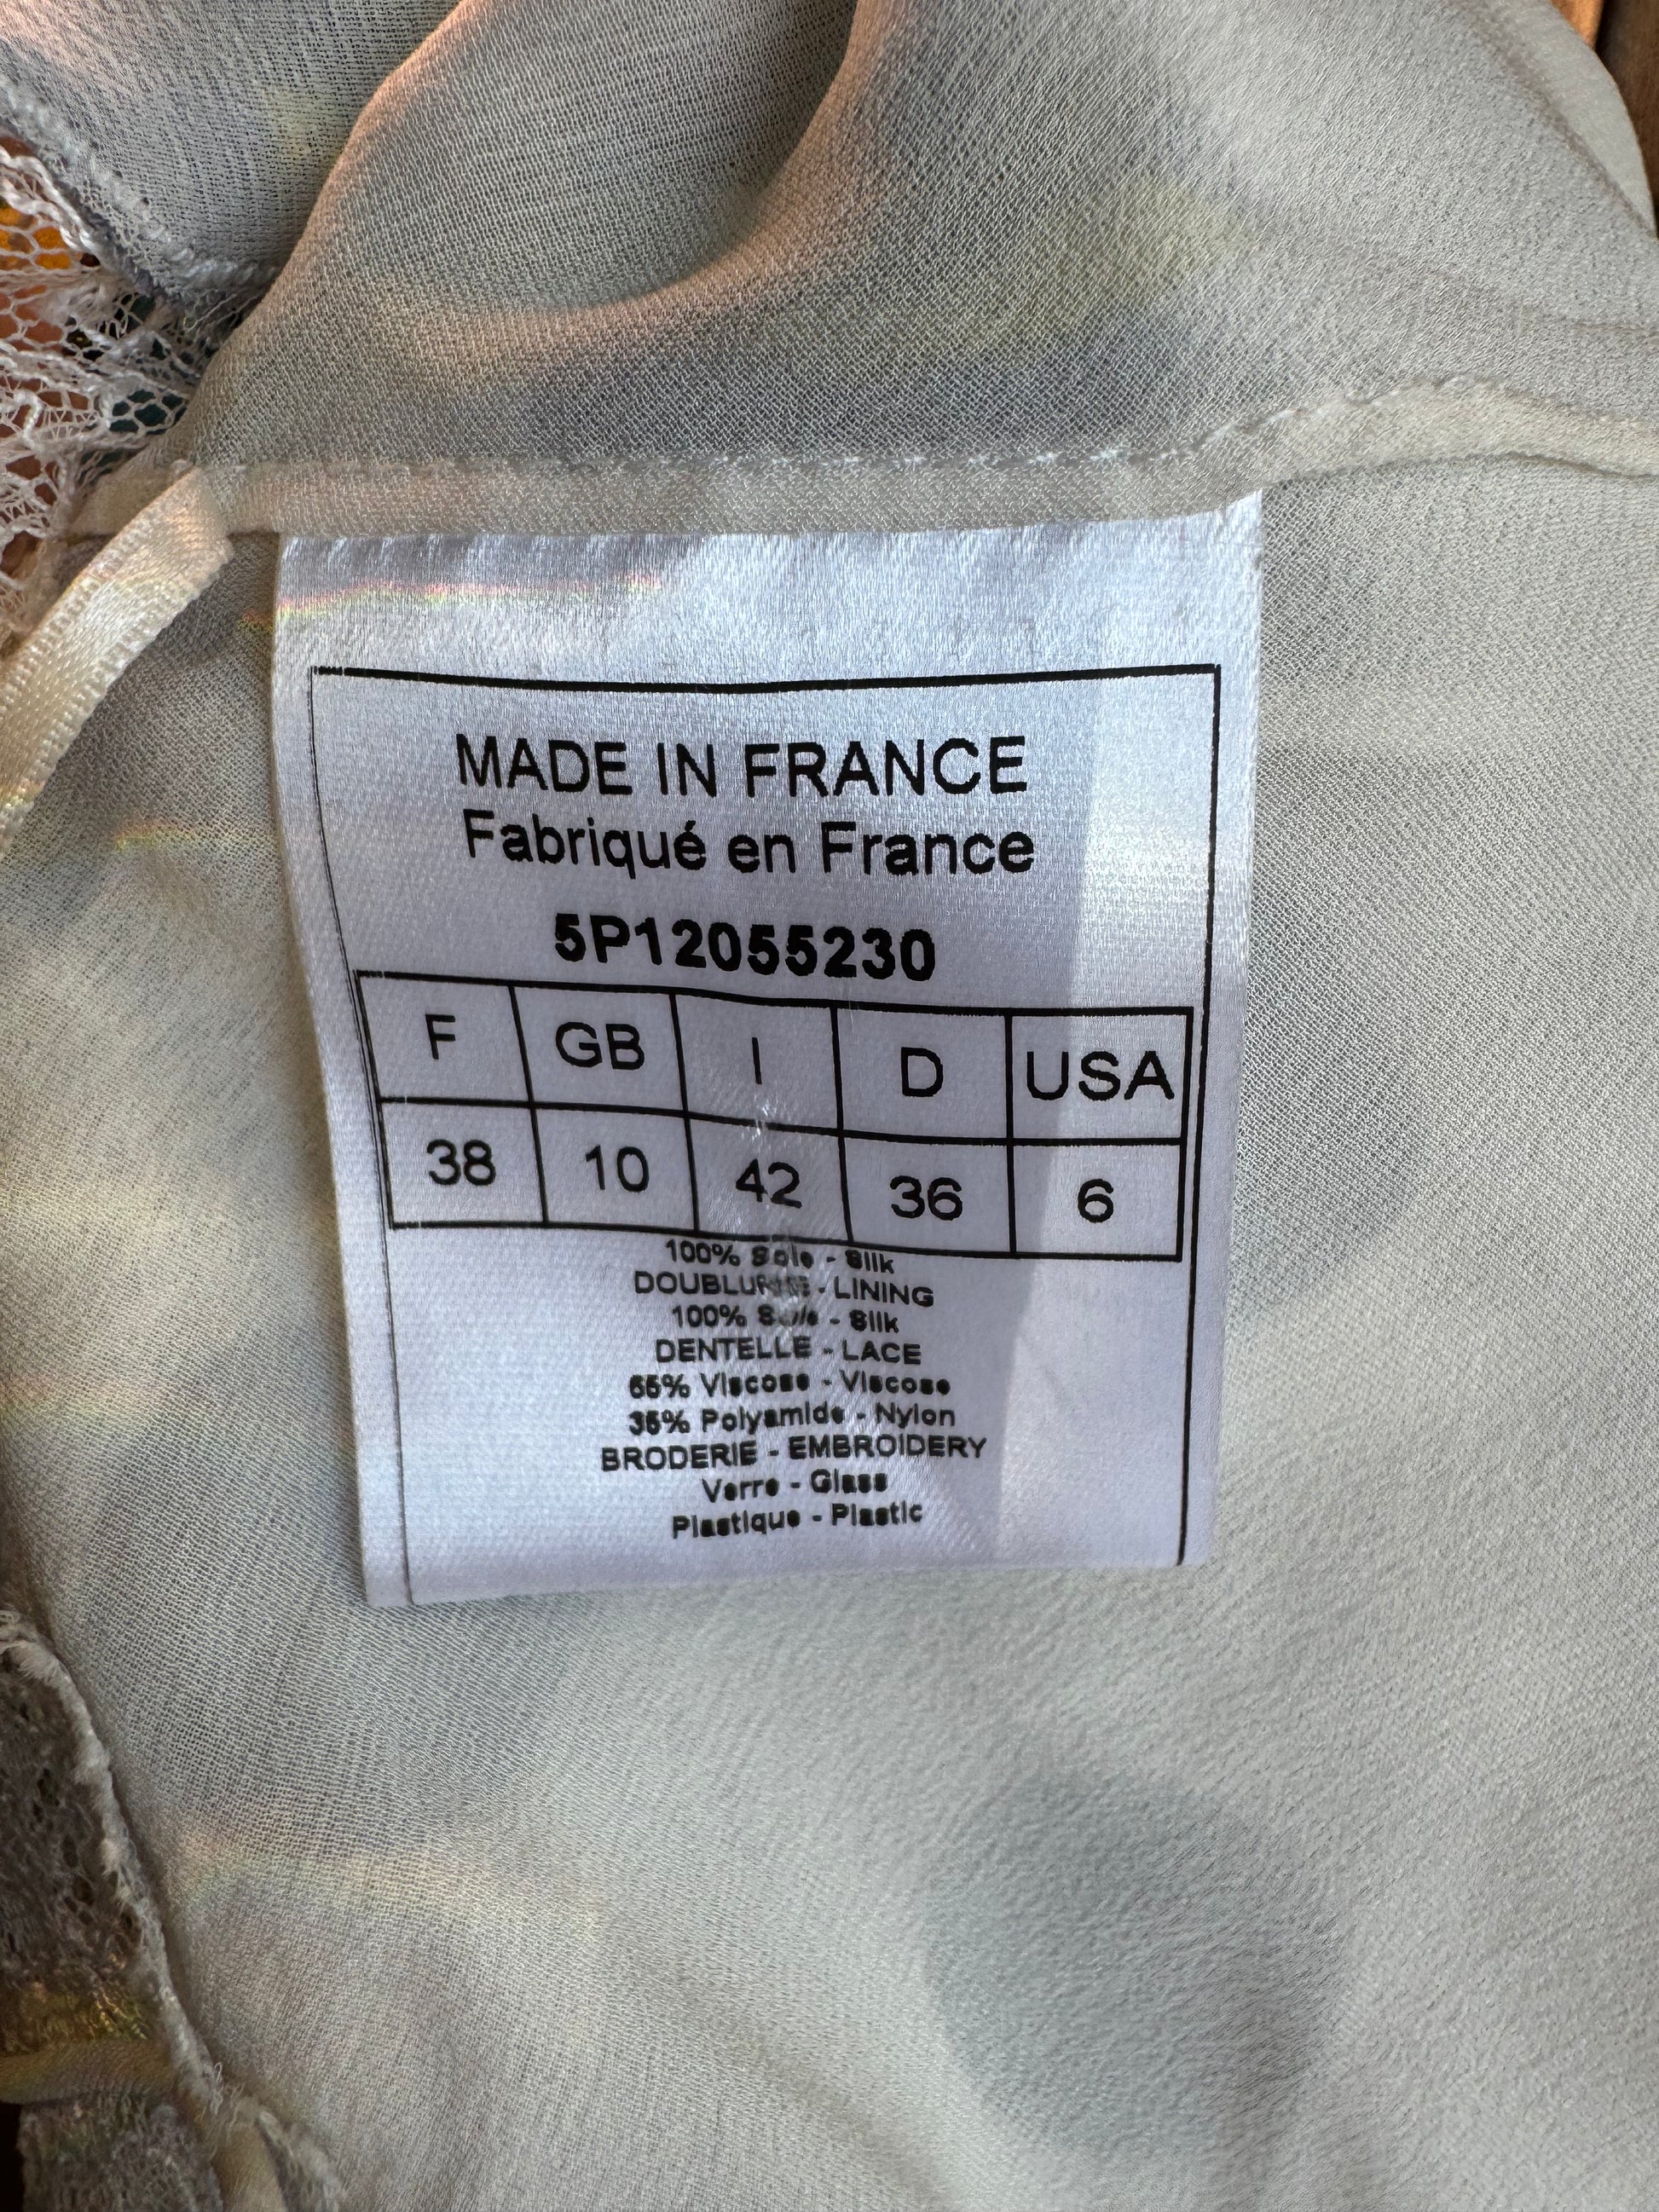 MADE IN FRANCE
Fabriqué en France
5P12055230
F GB I D USA
38 10 42 36 6
100% Soie - Silk
DOUBLURE - LINING
100% Soie - Silk
DENTELLE - LACE
65% Viscose - Viscose
35% Polyamide - Nylon
BRODERIE - EMBROIDERY
Verre - Glass
Plastique - Plastic